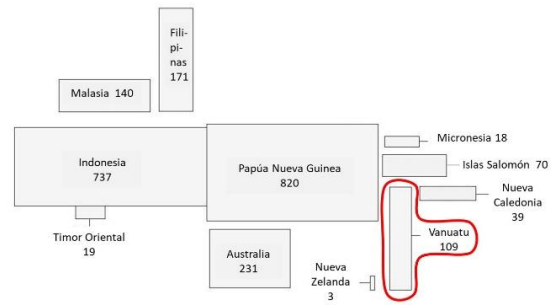 Fili-
pi-
nas
171
Malasia 140
Indonesia
737
Papúa Nueva Guinea
820
Micronesia 18
Islas Salomón 70
Nueva
Caledonia
39
Timor Oriental
19
Australia
231
Vanuatu
109
Nueva
Zelanda
3